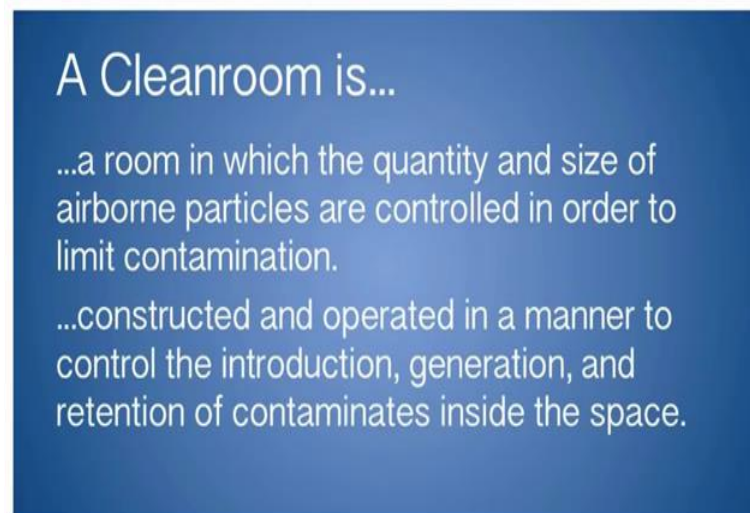 A Cleanroom is...
...a room in which the quantity and size of
airborne particles are controlled in order to
limit contamination.
...constructed and operated in a manner to
control the introduction, generation, and
retention of contaminates inside the space.